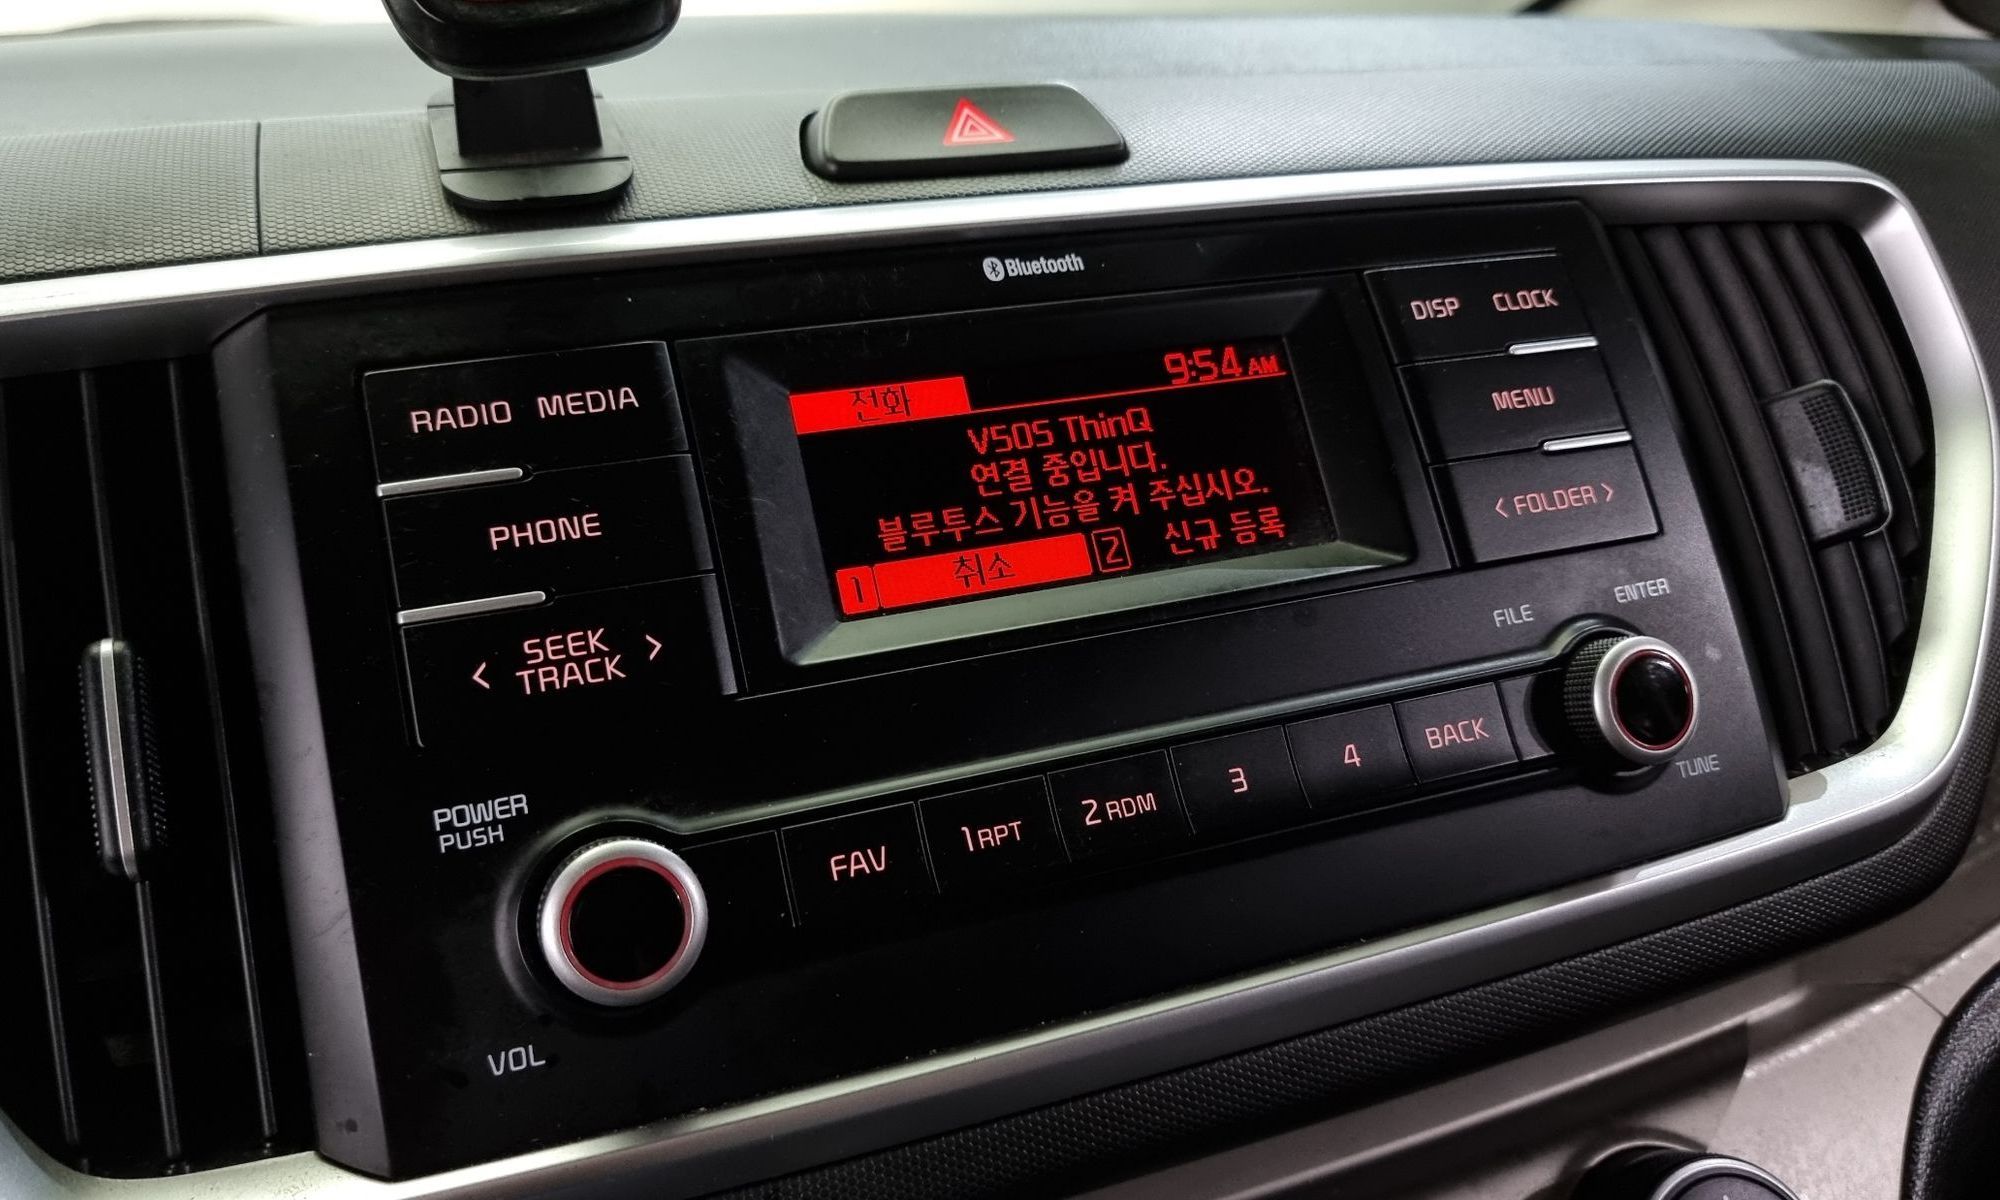 Bluetooth
DISP CLOCK
RADIO MEDIA
전화 9:54 AM
V50S ThinQ
연결 중입니다.
블루투스 기능을 켜 주십시오.
1 취소 2 신규 등록
MENU
PHONE
< FOLDER >
< SEEK >
TRACK
FILE ENTER
POWER
PUSH
FAV 1 RPT 2 RDM 3 4 BACK
TUNE
VOL